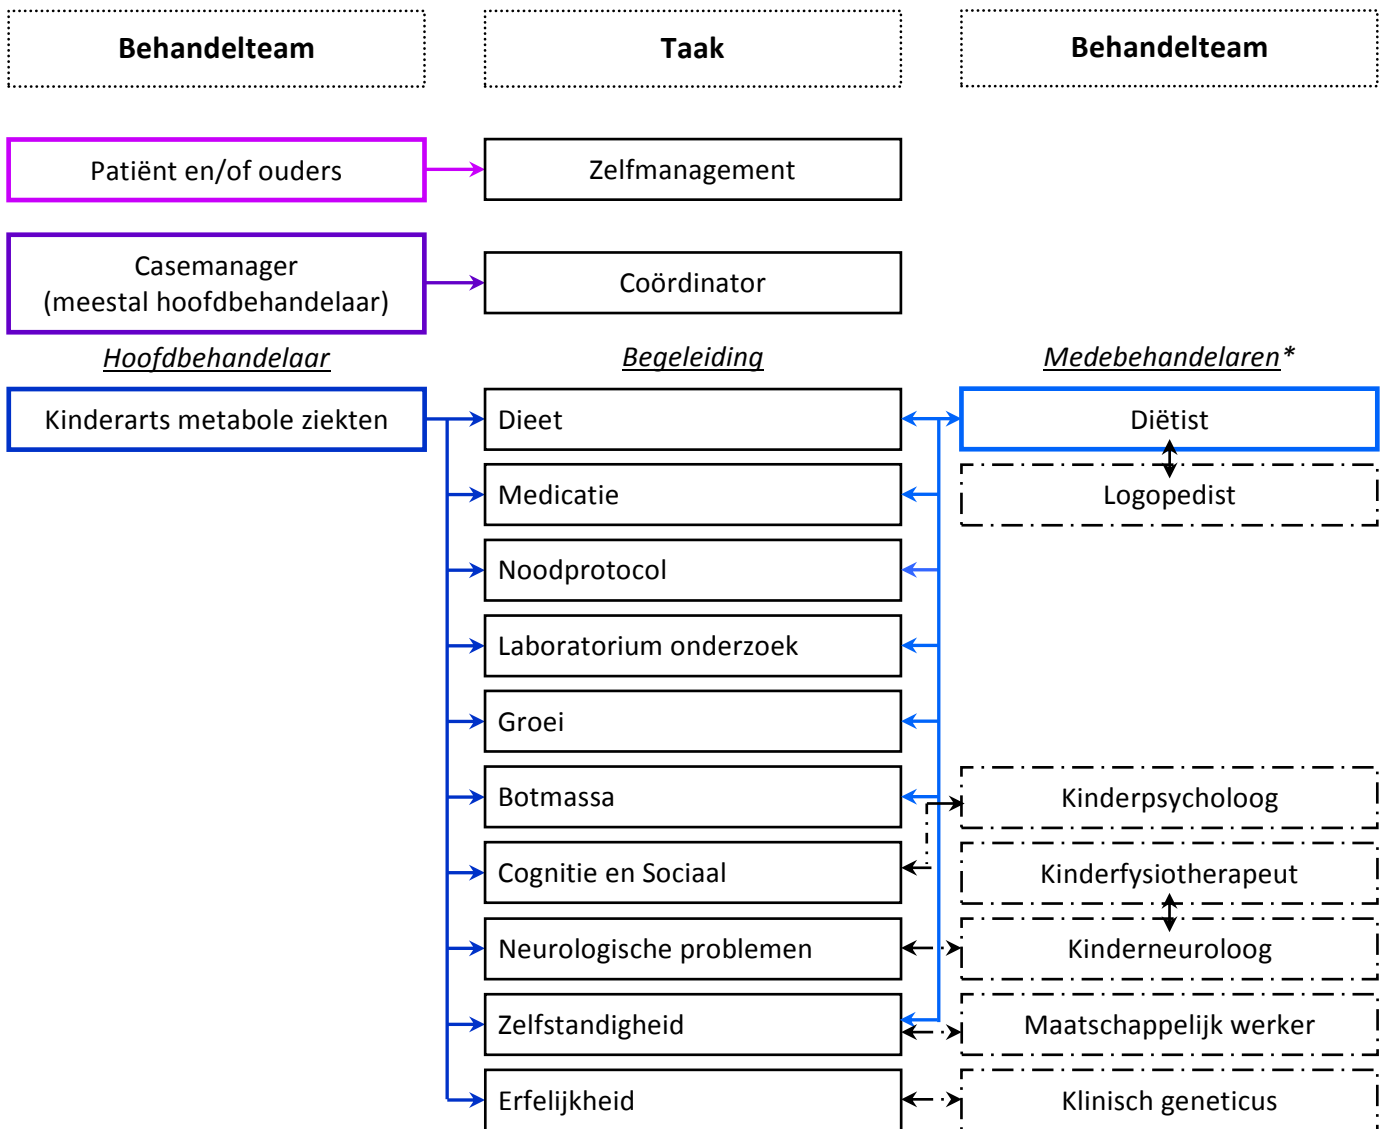 Behandelteam
Taak
Behandelteam
Patiënt en/of ouders
Zelfmanagement
Casemanager
(meestal hoofdbehandelaar)
Coördinator
Hoofdbehandelaar
Begeleiding
Medebehandelaren*
Kinderarts metabole ziekten
Dieet
Diëtist
Medicatie
Logopedist
Noodprotocol
Laboratorium onderzoek
Groei
Botmassa
Kinderpsycholoog
Cognitie en Sociaal
Kinderfysiotherapeut
Neurologische problemen
Kinderneuroloog
Zelfstandigheid
Maatschappelijk werker
Erfelijkheid
Klinisch geneticus